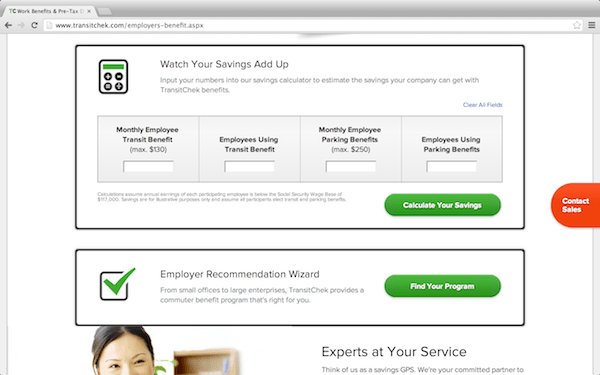 TC Work Benefits & Pre-Tax
www.transitchek.com/employers-benefit.aspx
Watch Your Savings Add Up
Input your numbers into our savings calculator to estimate the savings your company can get with
TransitChek benefits.
Clear All Fields
Monthly Employee
Transit Benefit
(max. $130)
Employees Using
Transit Benefit
Monthly Employee
Parking Benefits
(max. $250)
Employees Using
Parking Benefits
Calculations assume annual earnings of each participating employee is below the Social Security Wage Base of
$117,000. Savings are for illustrative purposes only and assume all participants elect transit and parking benefits.
Calculate Your Savings
Contact
Sales
Employer Recommendation Wizard
From small offices to large enterprises, TransitChek provides a
commuter benefit program that's right for you.
Find Your Program
Experts at Your Service
Think of us as a savings GPS. We're your committed partner to